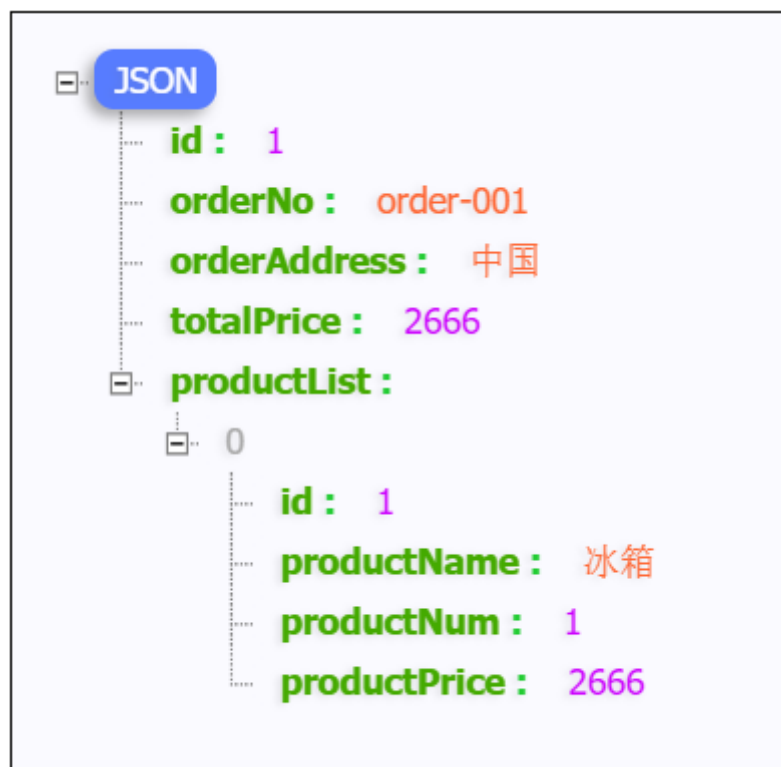 JSON
id : 1
orderNo : order-001
orderAddress : 中国
totalPrice : 2666
productList :
0
id : 1
productName : 冰箱
productNum : 1
productPrice : 2666